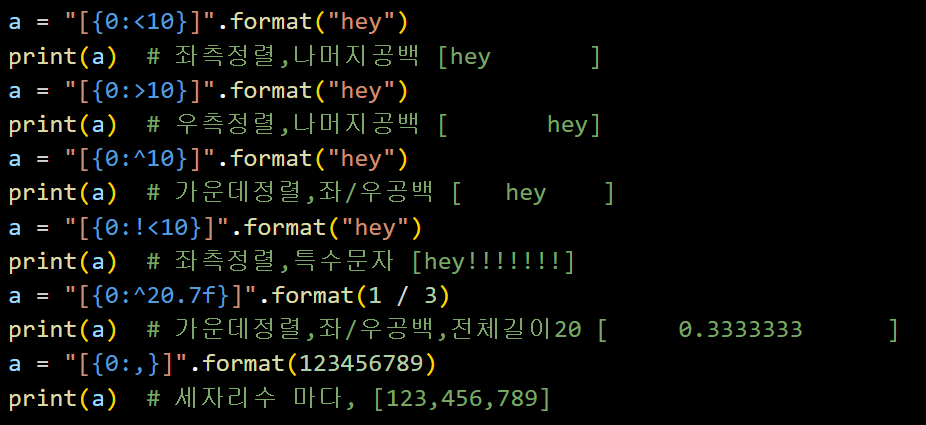 a = "[{0:<10}]".format("hey")
print(a)  # 좌측정렬,나머지공백 [hey       ]
a = "[{0:>10}]".format("hey")
print(a)  # 우측정렬,나머지공백 [       hey]
a = "[{0:^10}]".format("hey")
print(a)  # 가운데정렬,좌/우공백 [   hey    ]
a = "[{0:!<10}]".format("hey")
print(a)  # 좌측정렬,특수문자 [hey!!!!!!!]
a = "[{0:^20.7f}]".format(1 / 3)
print(a)  # 가운데정렬,좌/우공백,전체길이20 [     0.3333333      ]
a = "[{0:,}]".format(123456789)
print(a)  # 세자리수 마다, [123,456,789]